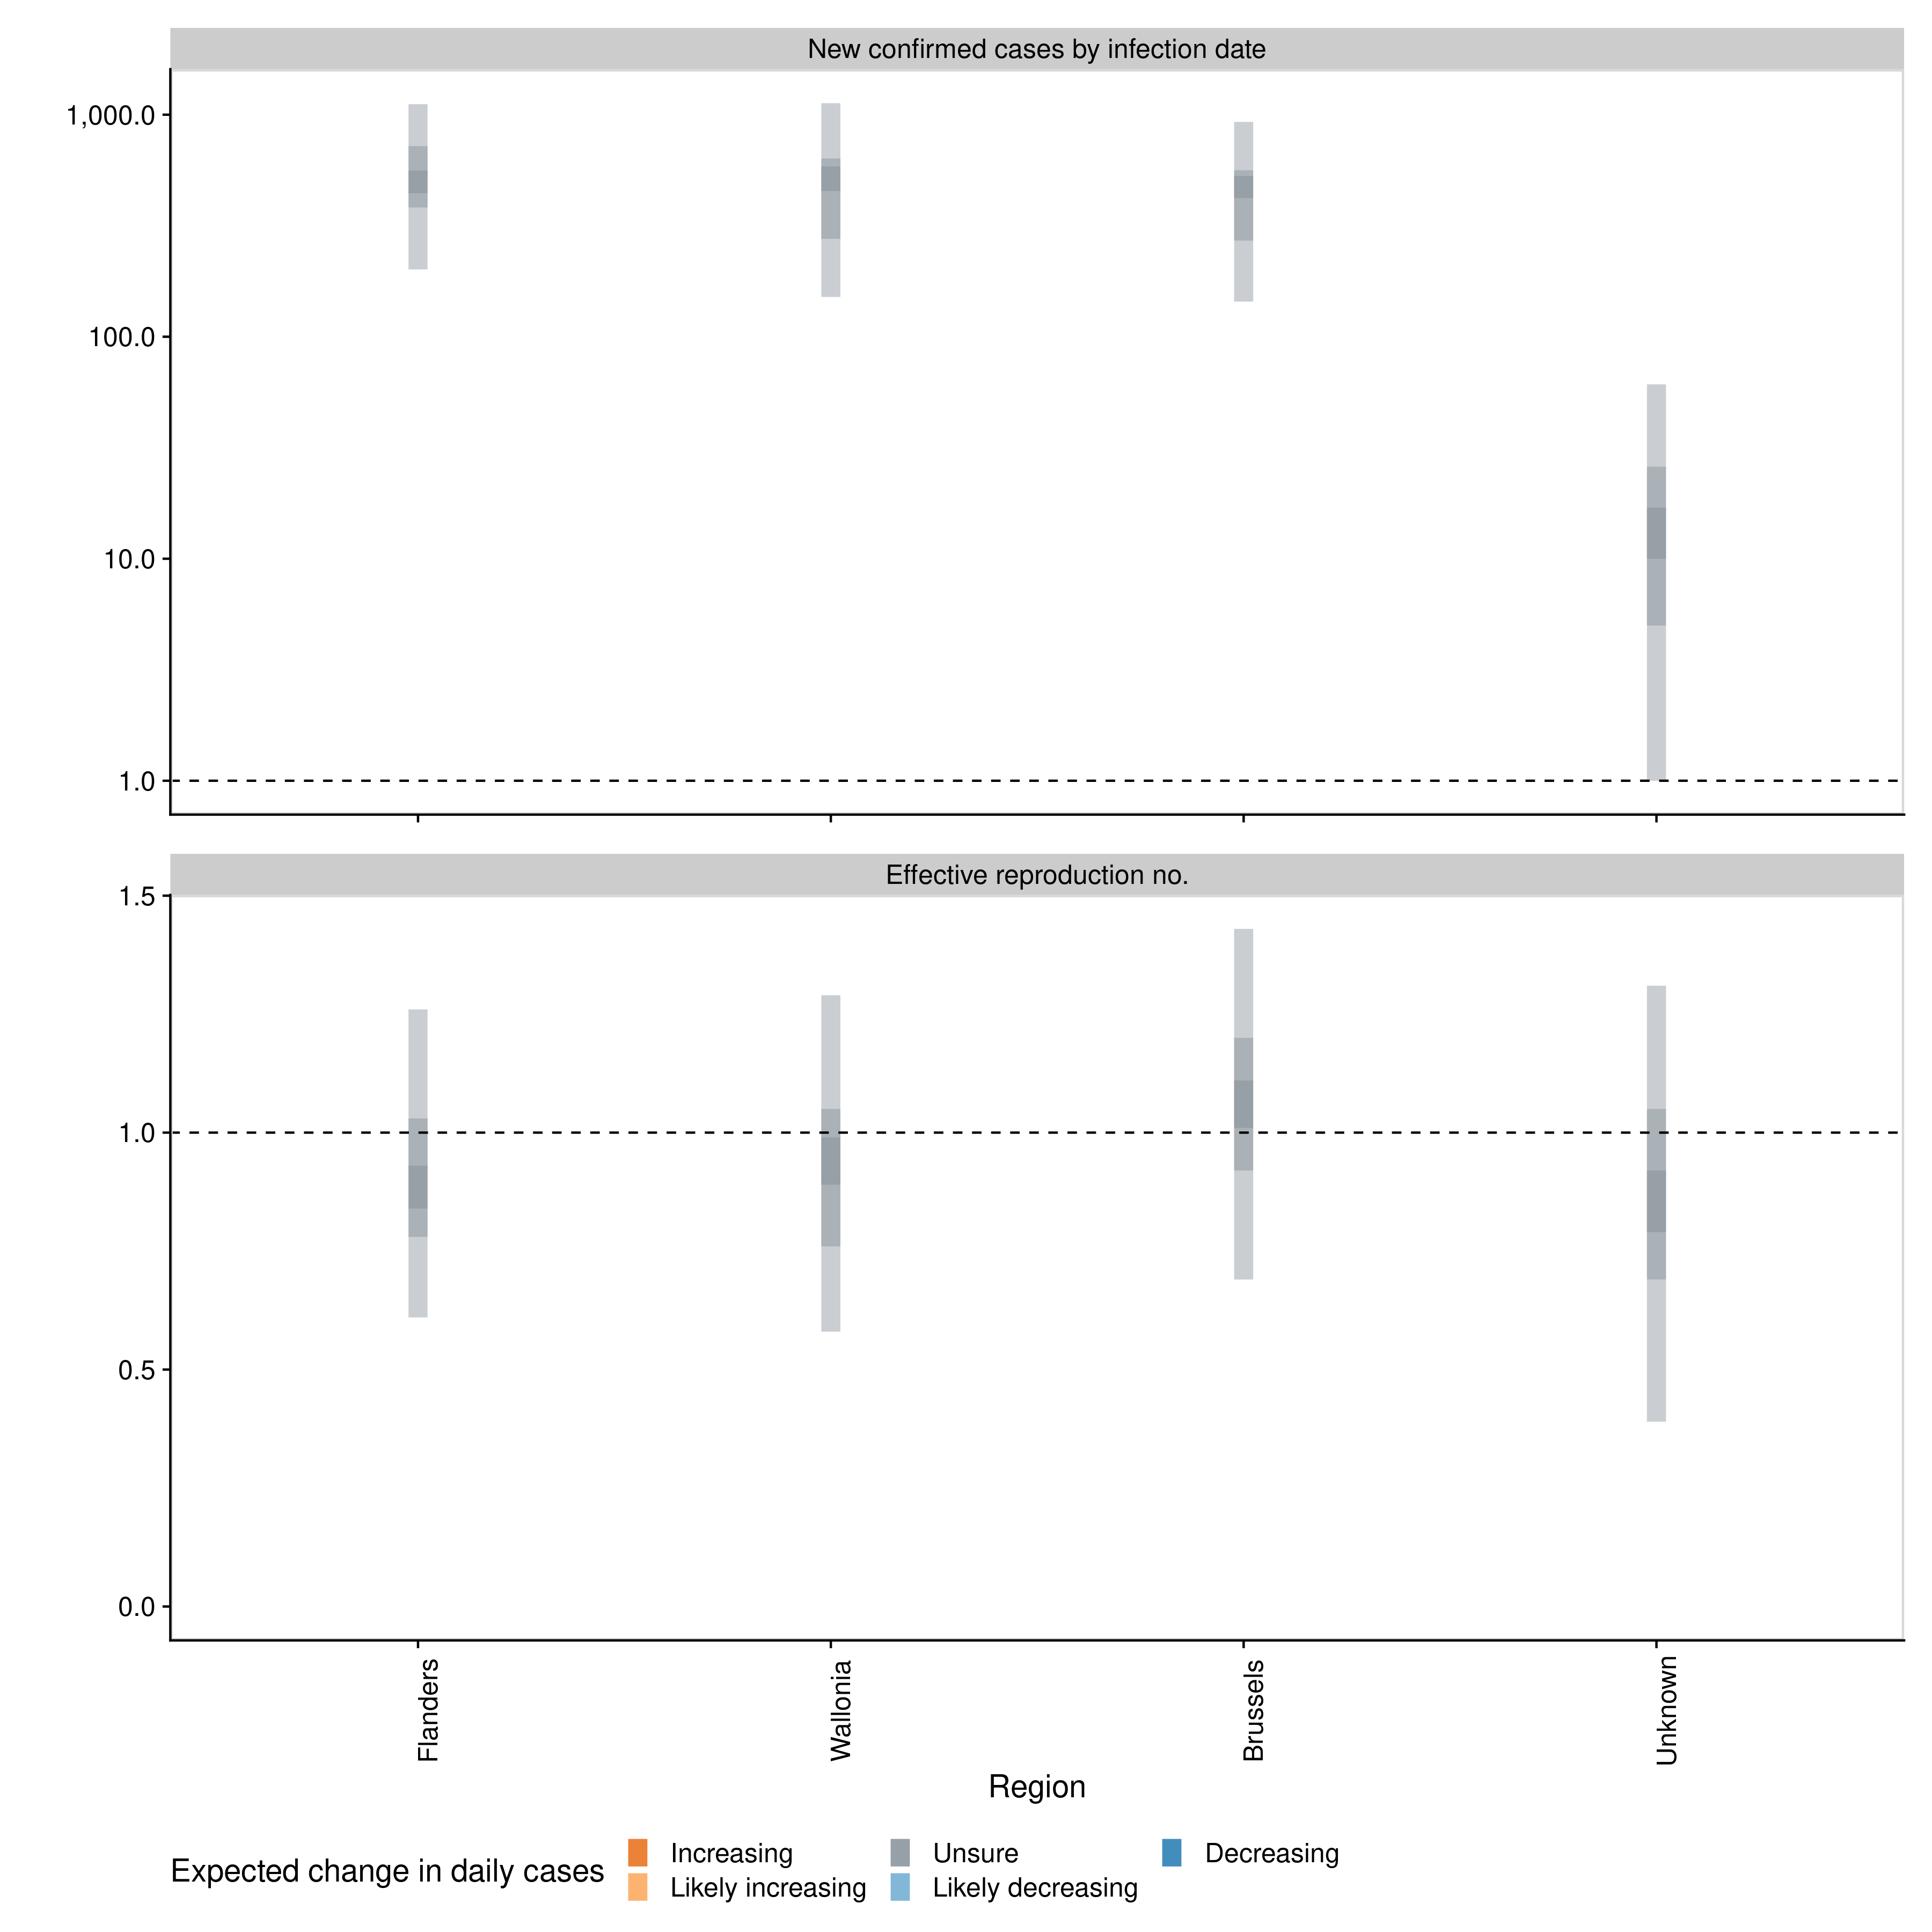 New confirmed cases by infection date
1,000.0
100.0
10.0
1.0
Effective reproduction no.
1.5
1.0
0.5
0.0
Flanders
Wallonia
Brussels
Unknown
Region
Expected change in daily cases
Increasing
Likely increasing
Unsure
Likely decreasing
Decreasing